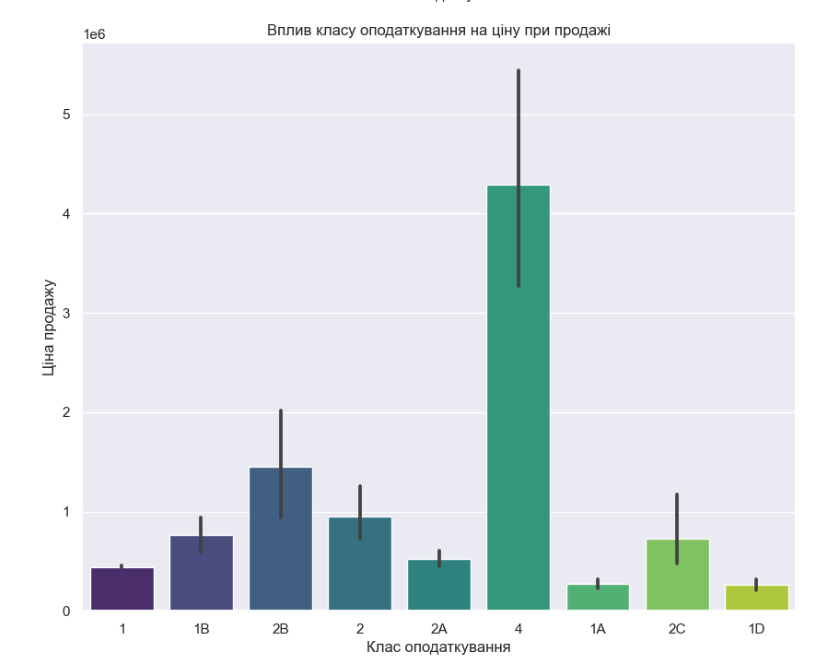 Вплив класу оподаткування на ціну при продажі
1e6
5
4
3
2
1
0
Ціна продажу
1 1B 2B 2 2A 4 1A 2C 1D
Клас оподаткування